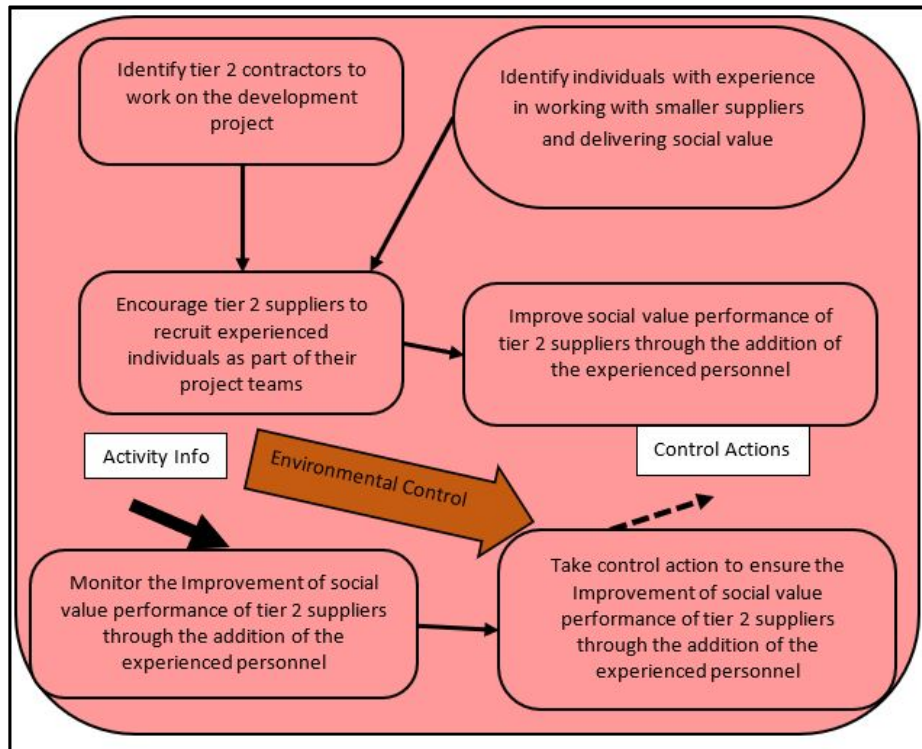 Identify tier 2 contractors to
work on the development
project
Identify individuals with experience
in working with smaller suppliers
and delivering social value
Encourage tier 2 suppliers to
recruit experienced
individuals as part of their
project teams
Improve social value performance of
tier 2 suppliers through the addition of
the experienced personnel
Activity Info
Environmental Control
Control Actions
Monitor the Improvement of social
value performance of tier 2 suppliers
through the addition of the
experienced personnel
Take control action to ensure the
Improvement of social value
performance of tier 2 suppliers
through the addition of the
experienced personnel